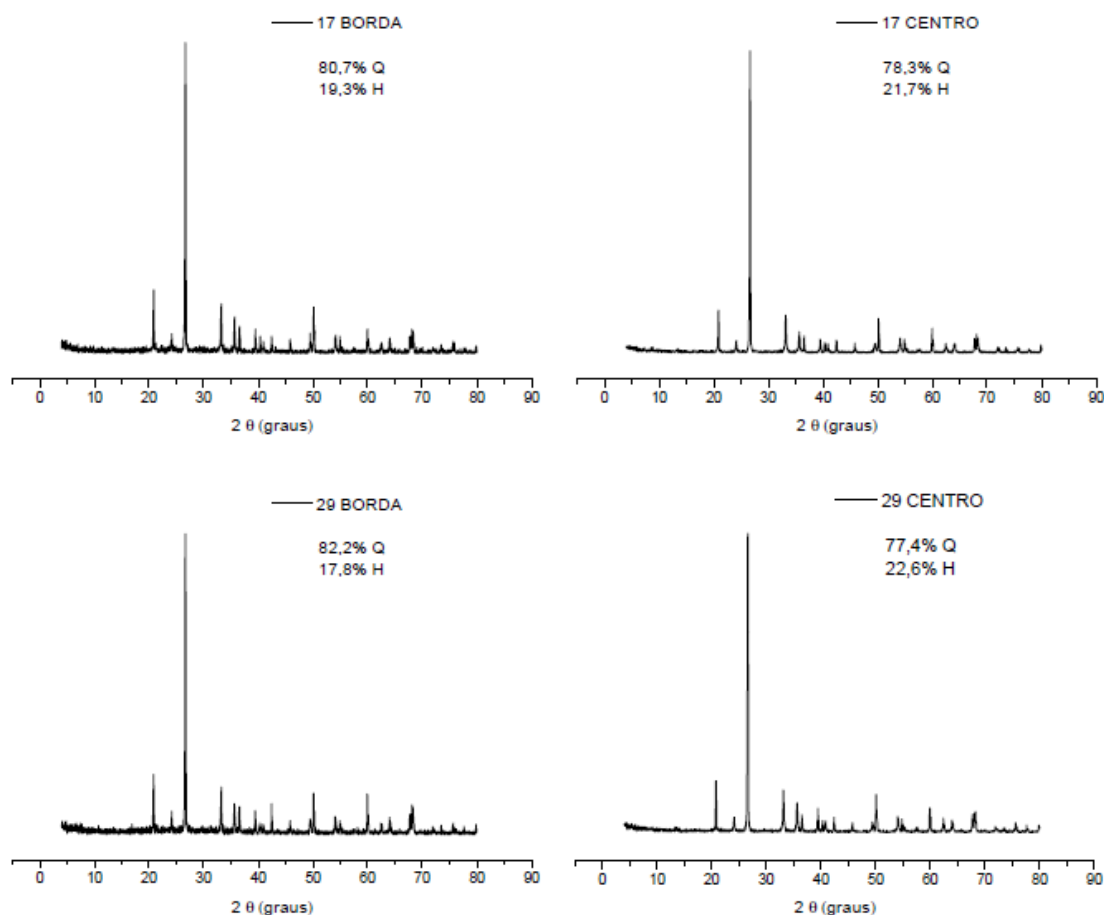 17 BORDA
80,7% Q
19,3% H
0 10 20 30 40 50 60 70 80 90
2 θ (graus)
17 CENTRO
78,3% Q
21,7% H
0 10 20 30 40 50 60 70 80 90
2 θ (graus)
29 BORDA
82,2% Q
17,8% H
0 10 20 30 40 50 60 70 80 90
2 θ (graus)
29 CENTRO
77,4% Q
22,6% H
0 10 20 30 40 50 60 70 80 90
2 θ (graus)